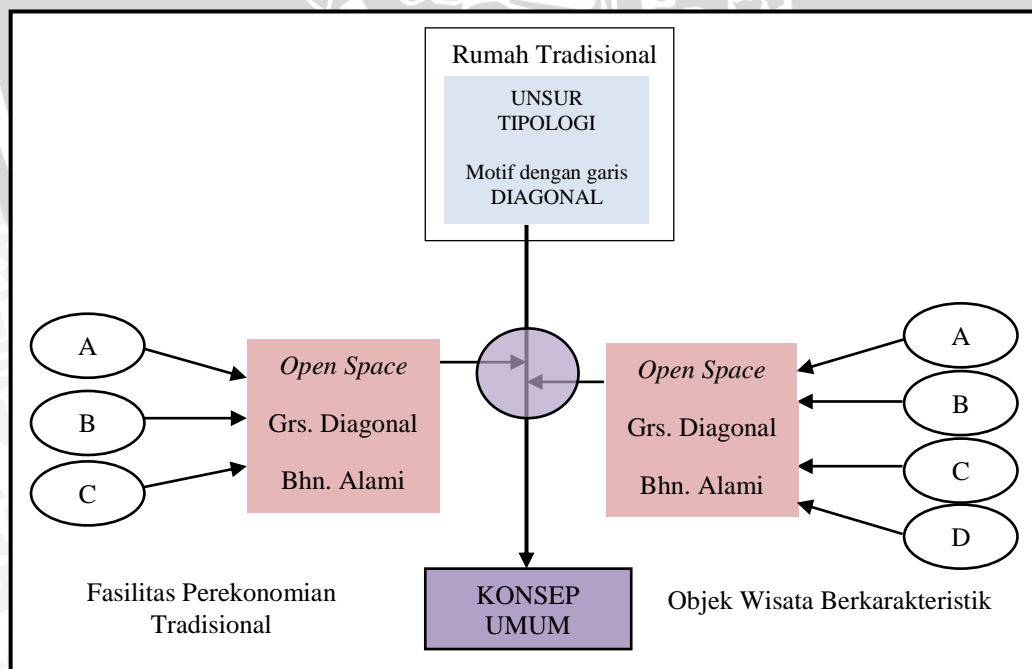 Rumah Tradisional
UNSUR
TIPOLOGI
Motif dengan garis
DIAGONAL
A
B
C
Open Space
Grs. Diagonal
Bhn. Alami
Open Space
Grs. Diagonal
Bhn. Alami
A
B
C
D
Fasilitas Perekonomian
Tradisional
KONSEP
UMUM
Objek Wisata Berkarakteristik